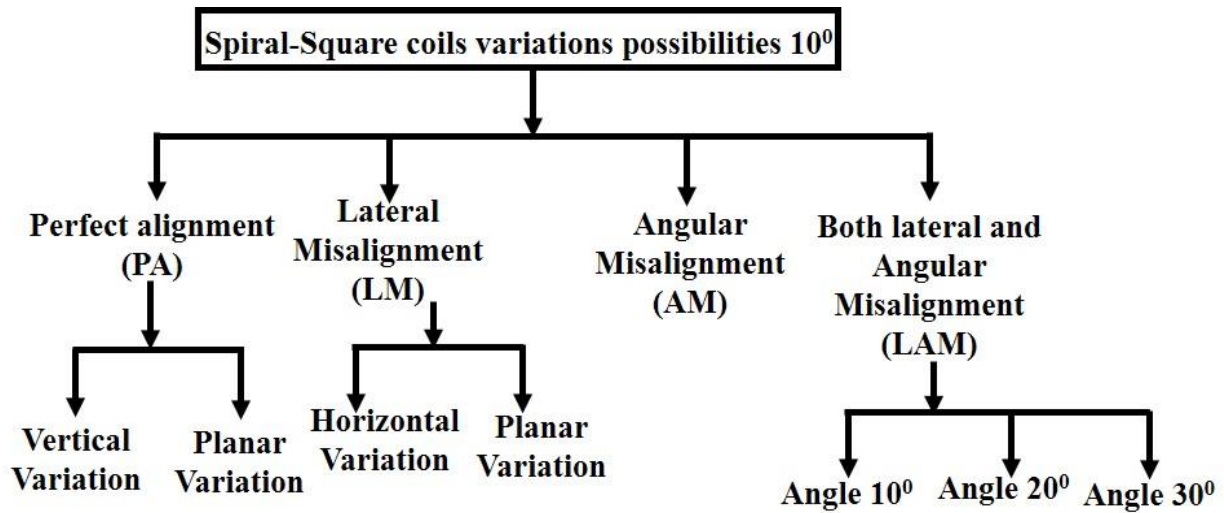 Spiral-Square coils variations possibilities 10⁰
Perfect alignment
(PA)
Lateral
Misalignment
(LM)
Angular
Misalignment
(AM)
Both lateral and
Angular
Misalignment
(LAM)
Vertical
Variation
Planar
Variation
Horizontal
Variation
Planar
Variation
Angle 10⁰
Angle 20⁰
Angle 30⁰